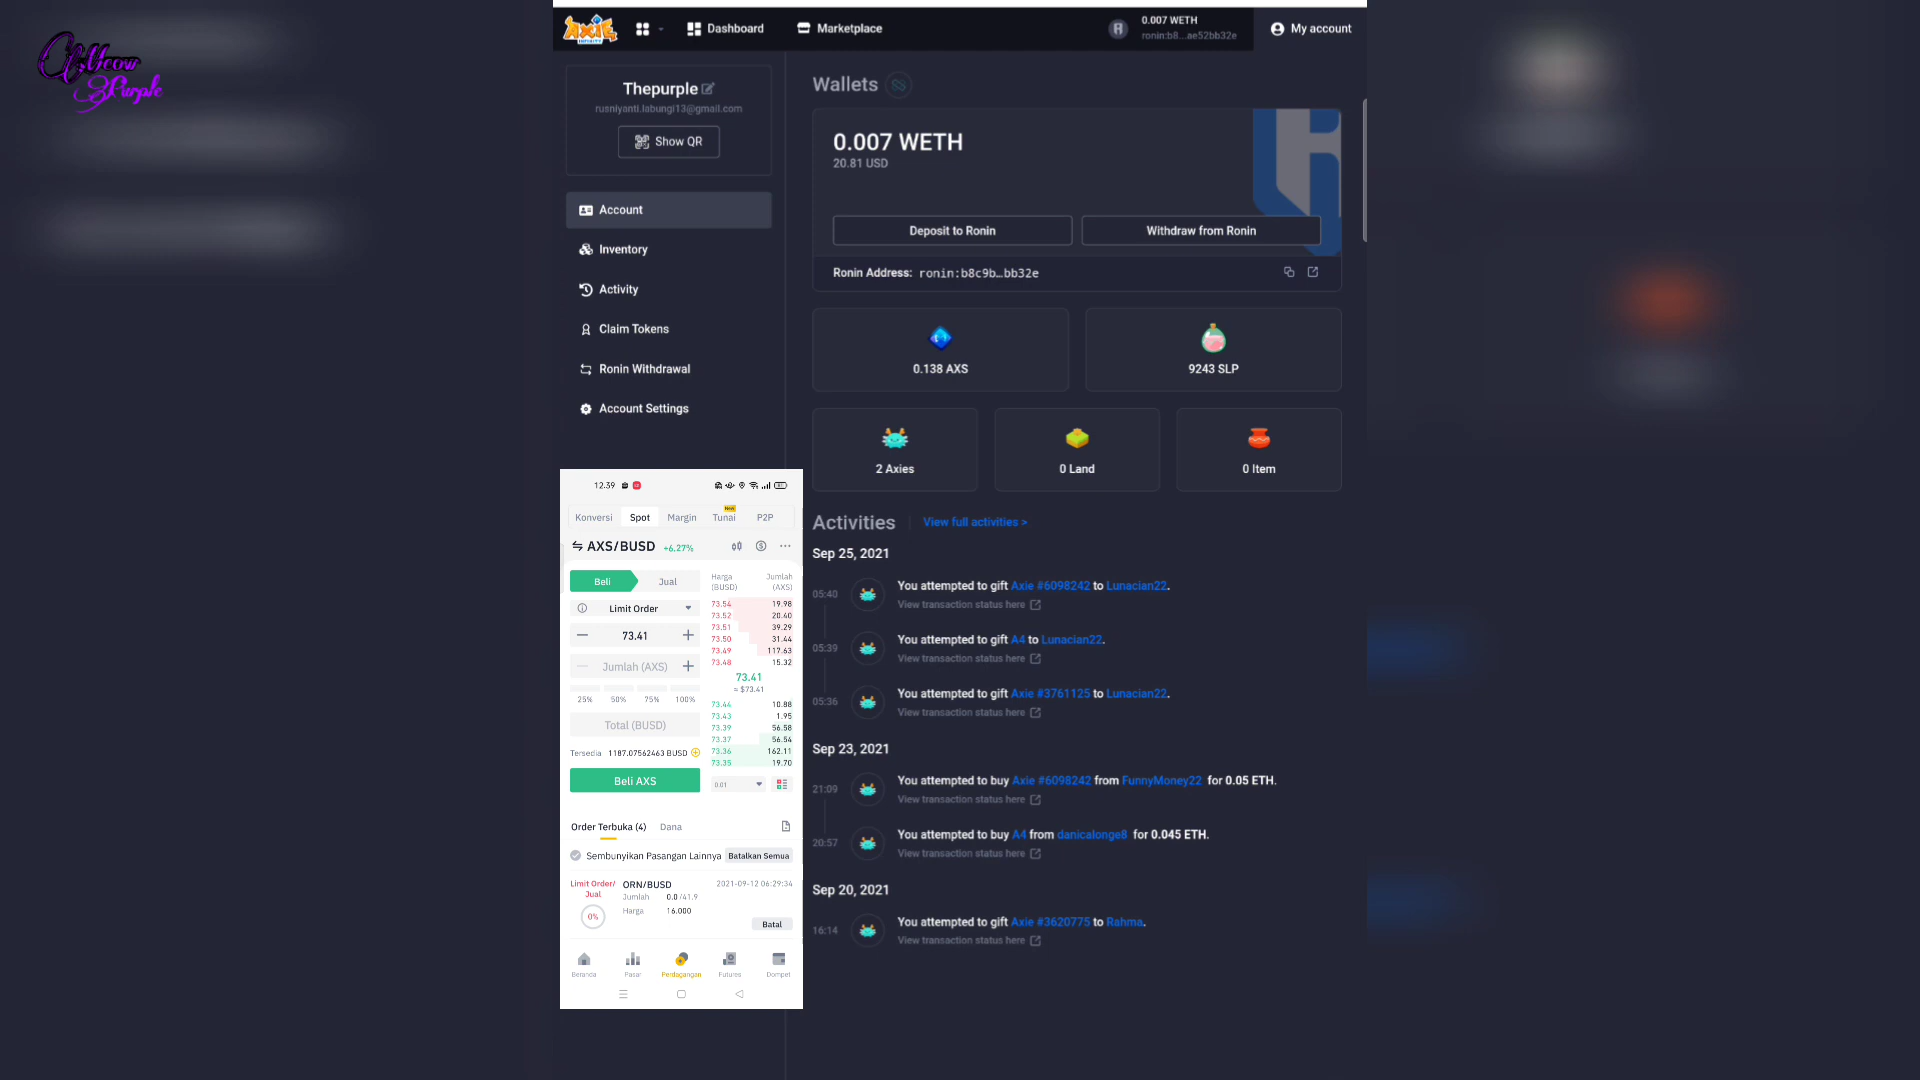 Meow
Purple
AXIE
INFINITY
Dashboard
Marketplace
0.007 WETH
ronin:b8...ae52bb32e
My account
Thepurple
rusniyanti.labungi13@gmail.com
Show QR
Account
Inventory
Activity
Claim Tokens
Ronin Withdrawal
Account Settings
Wallets
0.007 WETH
20.81 USD
Deposit to Ronin
Withdraw from Ronin
Ronin Address: ronin:b8c9b...bb32e
0.138 AXS
9243 SLP
2 Axies
0 Land
0 Item
Activities
View full activities >
Sep 25, 2021
05:40
You attempted to gift Axie #6098242 to Lunacian22.
View transaction status here
05:39
You attempted to gift A4 to Lunacian22.
View transaction status here
05:36
You attempted to gift Axie #3761125 to Lunacian22.
View transaction status here
Sep 23, 2021
21:09
You attempted to buy Axie #6098242 from FunnyMoney22 for 0.05 ETH.
View transaction status here
20:57
You attempted to buy A4 from danicalonge8 for 0.045 ETH.
View transaction status here
Sep 20, 2021
16:14
You attempted to gift Axie #3620775 to Rahma.
View transaction status here
12.39
Konversi Spot Margin Tunai P2P
New
AXS/BUSD +6,27%
Beli Jual
Limit Order
73.41
Jumlah (AXS)
25% 50% 75% 100%
Total (BUSD)
Tersedia 1187.07562463 BUSD
Beli AXS
Harga Jumlah
(BUSD) (AXS)
73.54 19.98
73.52 20.40
73.51 39.29
73.50 31.44
73.49 117.63
73.48 15.32
73.41
≈ $73.41
73.44 10.88
73.43 1.95
73.39 56.58
73.37 56.54
73.36 162.11
73.35 19.70
0.01
Order Terbuka (4) Dana
Sembunyikan Pasangan Lainnya Batalkan Semua
Limit Order/
Jual
0%
ORN/BUSD 2021-09-12 06:29:34
Jumlah 0.0 /41.9
Harga 16.000
Batal
Beranda Pasar Perdagangan Futures Dompet